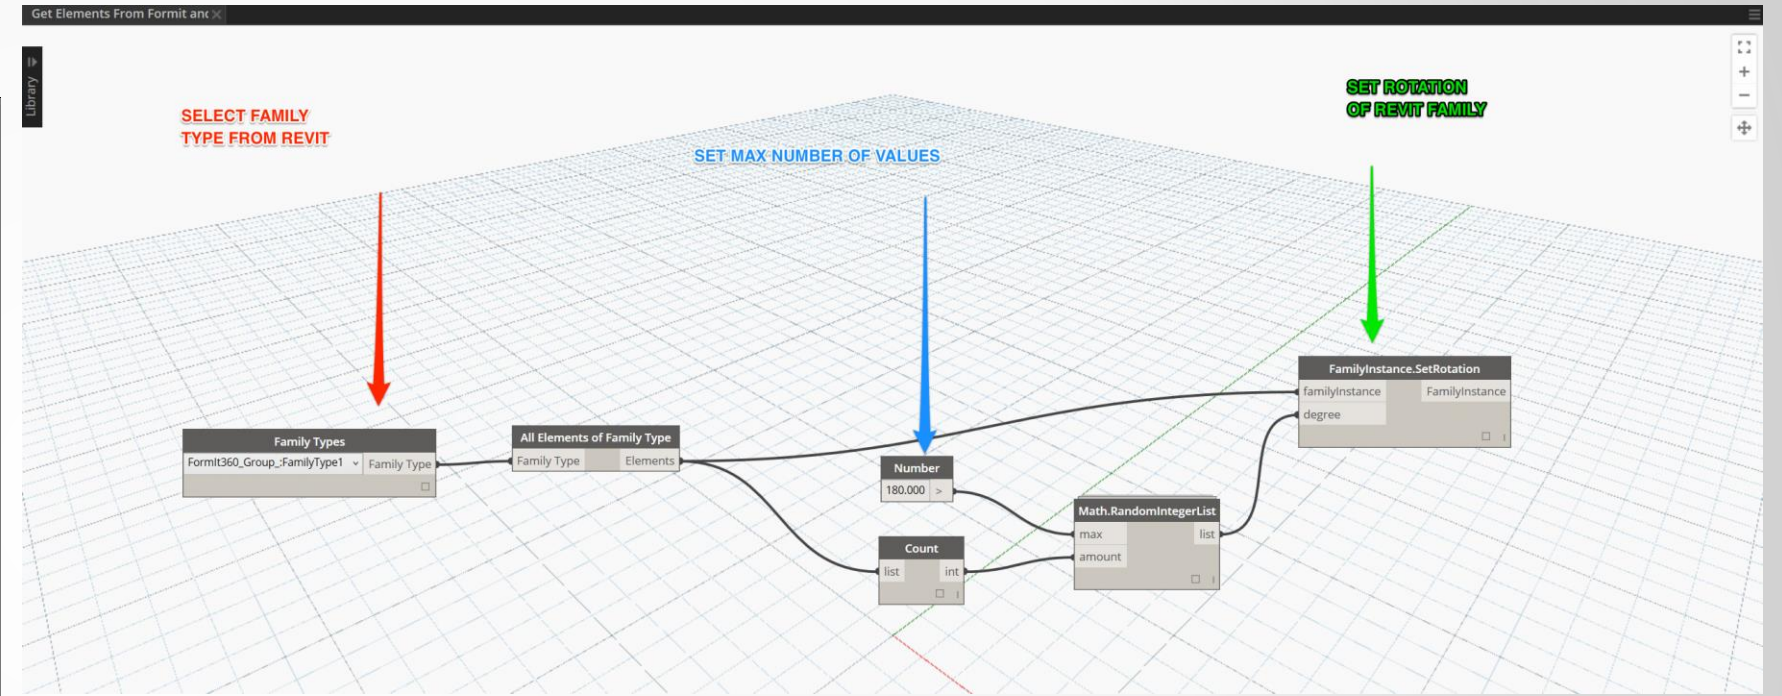 Get Elements From Formit anc
Library
SELECT FAMILY
TYPE FROM REVIT
SET MAX NUMBER OF VALUES
SET ROTATION
OF REVIT FAMILY
Family Types
FormIt360_Group_:FamilyType1
Family Type
All Elements of Family Type
Family Type
Elements
Number
180.000
>
Count
list
int
Math.RandomIntegerList
max
list
amount
FamilyInstance.SetRotation
familyInstance
FamilyInstance
degree